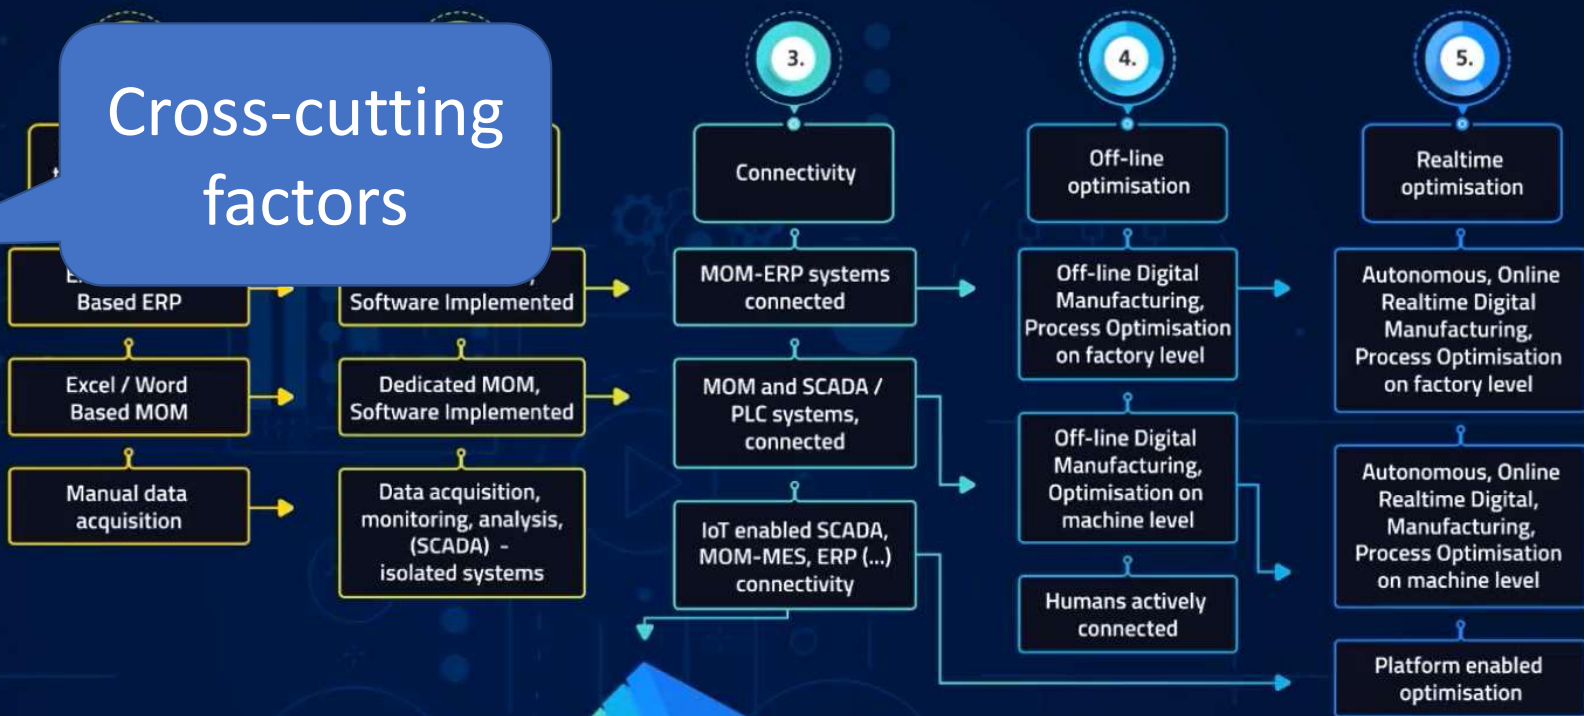 Cross-cutting
factors
3.
4.
5.
Connectivity
Off-line
optimisation
Realtime
optimisation
Based ERP
Software Implemented
MOM-ERP systems
connected
Off-line Digital
Manufacturing,
Process Optimisation
on factory level
Autonomous, Online
Realtime Digital
Manufacturing,
Process Optimisation
on factory level
Excel / Word
Based MOM
Dedicated MOM,
Software Implemented
MOM and SCADA /
PLC systems,
connected
Off-line Digital
Manufacturing,
Optimisation on
machine level
Autonomous, Online
Realtime Digital,
Manufacturing,
Process Optimisation
on machine level
Manual data
acquisition
Data acquisition,
monitoring, analysis,
(SCADA) -
isolated systems
IoT enabled SCADA,
MOM-MES, ERP (...)
connectivity
Humans actively
connected
Platform enabled
optimisation